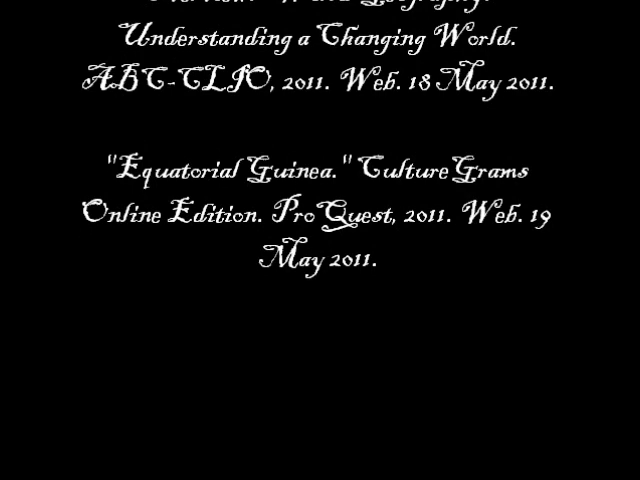 Understanding a Changing World.
ABC-CLIO, 2011. Web. 18 May 2011.
"Equatorial Guinea." CultureGrams
Online Edition. ProQuest, 2011. Web. 19
May 2011.